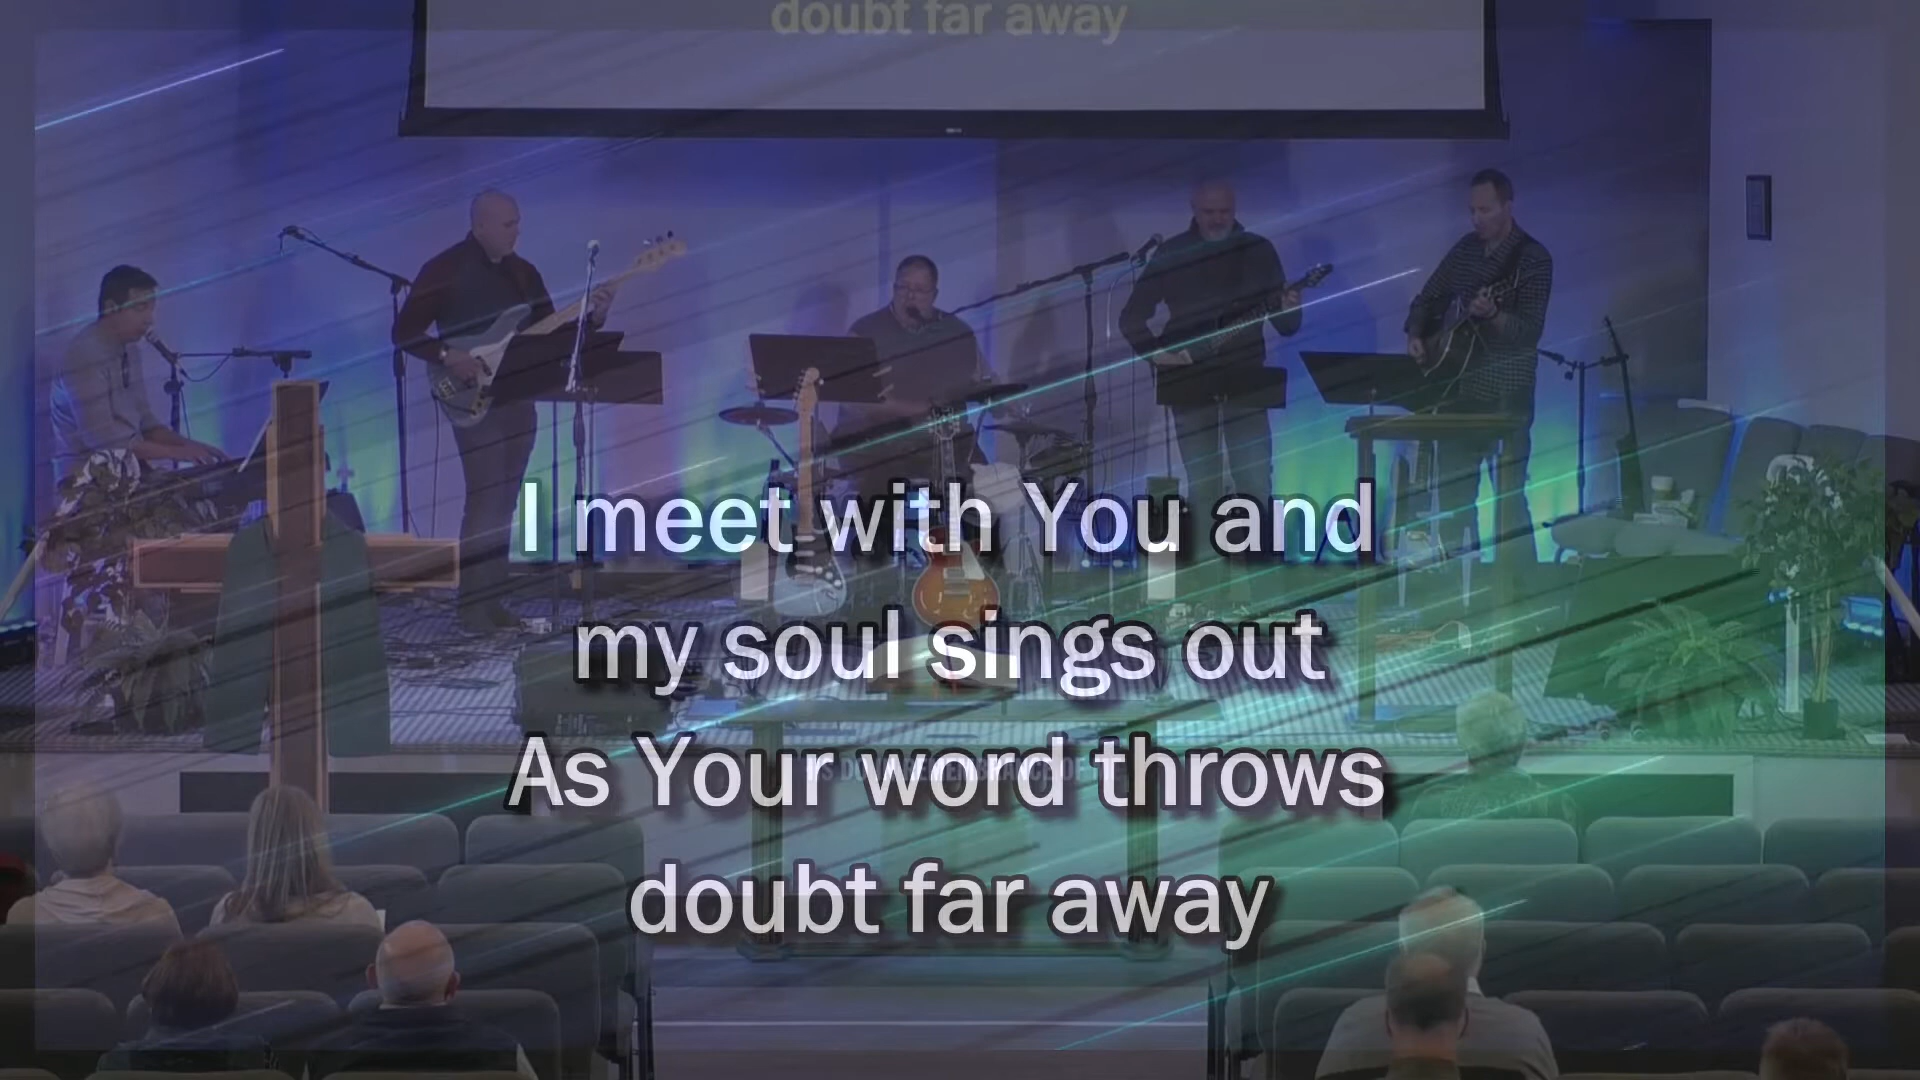 doubt far away
I meet with You and
my soul sings out
As Your word throws
doubt far away